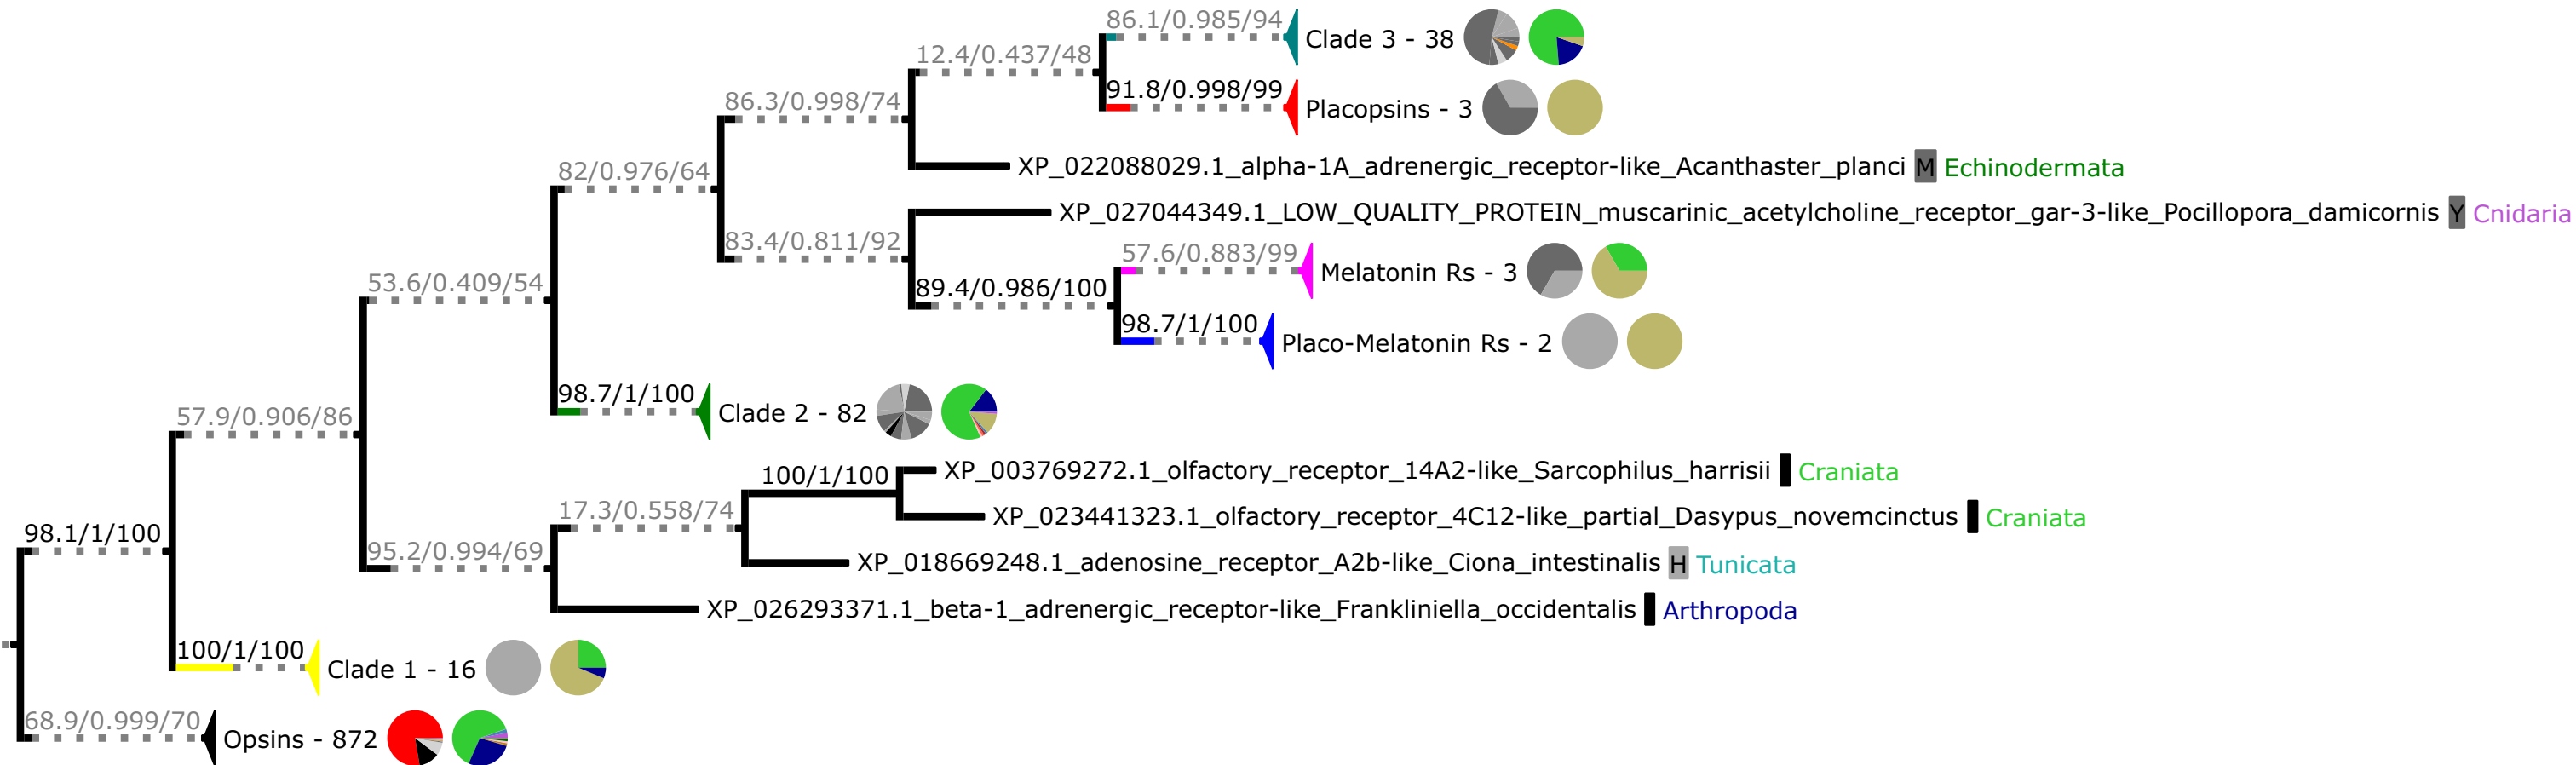 86.1/0.985/94
Clade 3 - 38
12.4/0.437/48
91.8/0.998/99
Placopsins - 3
86.3/0.998/74
XP_022088029.1_alpha-1A_adrenergic_receptor-like_Acanthaster_planci M Echinodermata
82/0.976/64
XP_027044349.1_LOW_QUALITY_PROTEIN_muscarinic_acetylcholine_receptor_gar-3-like_Pocillopora_damicornis Y Cnidaria
83.4/0.811/92
57.6/0.883/99
Melatonin Rs - 3
53.6/0.409/54
89.4/0.986/100
98.7/1/100
Placo-Melatonin Rs - 2
98.7/1/100
Clade 2 - 82
57.9/0.906/86
XP_003769272.1_olfactory_receptor_14A2-like_Sarcophilus_harrisii Craniata
100/1/100
17.3/0.558/74
XP_023441323.1_olfactory_receptor_4C12-like_partial_Dasypus_novemcinctus Craniata
98.1/1/100
95.2/0.994/69
XP_018669248.1_adenosine_receptor_A2b-like_Ciona_intestinalis H Tunicata
XP_026293371.1_beta-1_adrenergic_receptor-like_Frankliniella_occidentalis Arthropoda
100/1/100
Clade 1 - 16
68.9/0.999/70
Opsins - 872